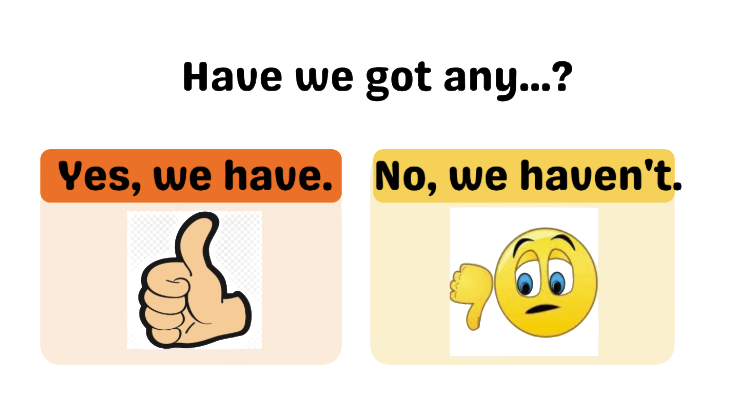 Have we got any...?
Yes, we have.
No, we haven't.